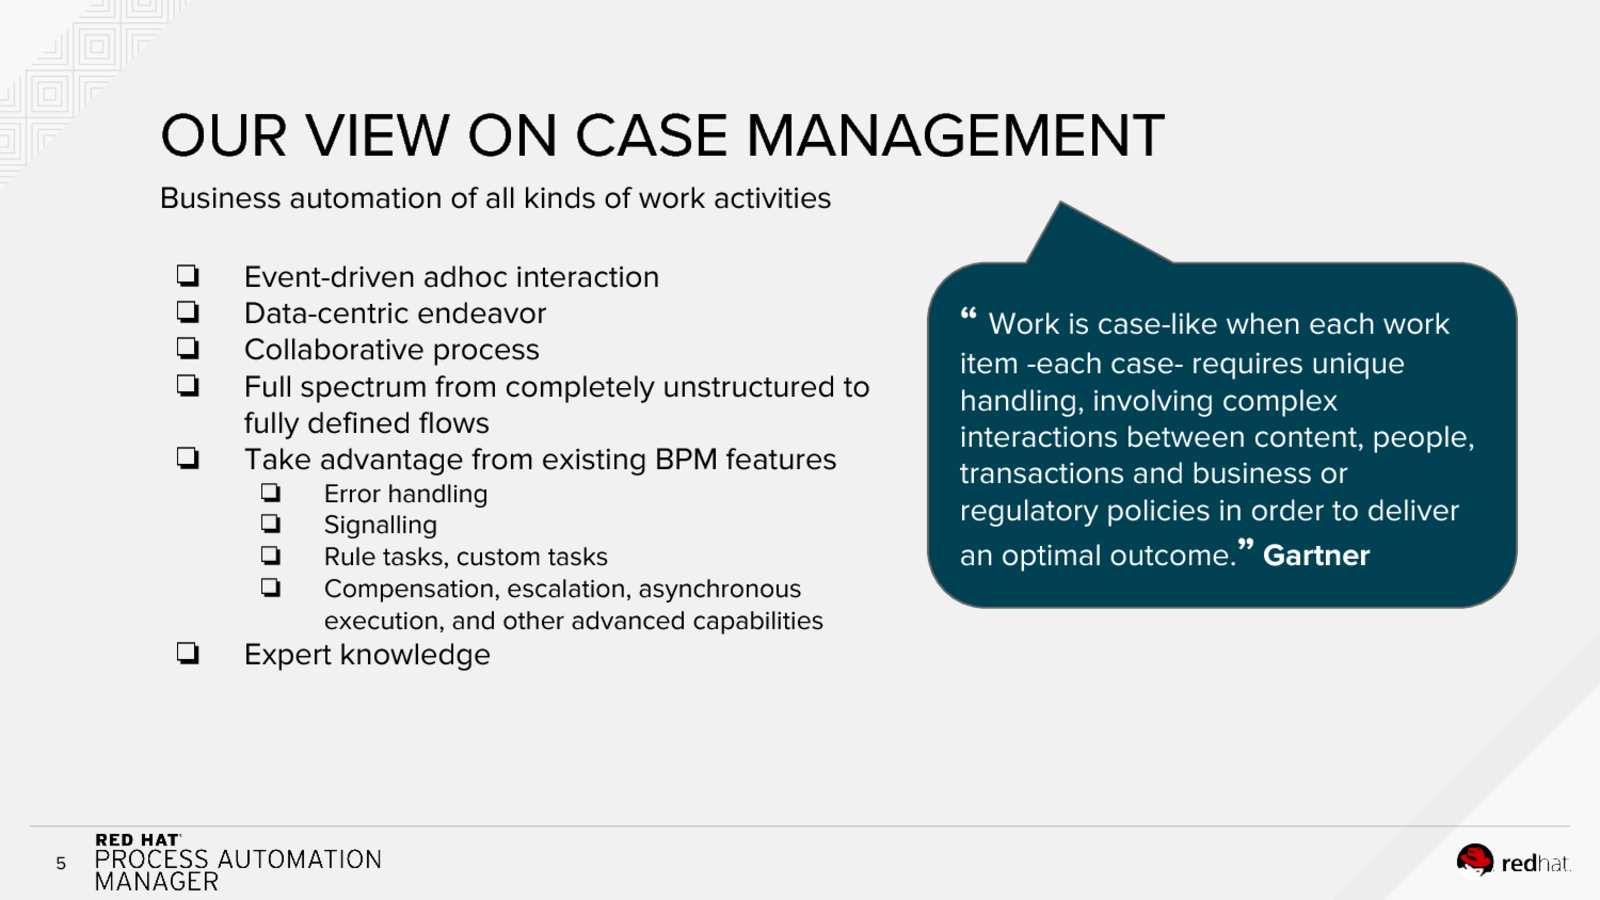 OUR VIEW ON CASE MANAGEMENT
Business automation of all kinds of work activities
❏ Event-driven adhoc interaction
❏ Data-centric endeavor
❏ Collaborative process
❏ Full spectrum from completely unstructured to
fully defined flows
❏ Take advantage from existing BPM features
❏ Error handling
❏ Signalling
❏ Rule tasks, custom tasks
❏ Compensation, escalation, asynchronous
execution, and other advanced capabilities
❏ Expert knowledge
“ Work is case-like when each work
item -each case- requires unique
handling, involving complex
interactions between content, people,
transactions and business or
regulatory policies in order to deliver
an optimal outcome.” Gartner
5
RED HAT
PROCESS AUTOMATION
MANAGER
redhat.